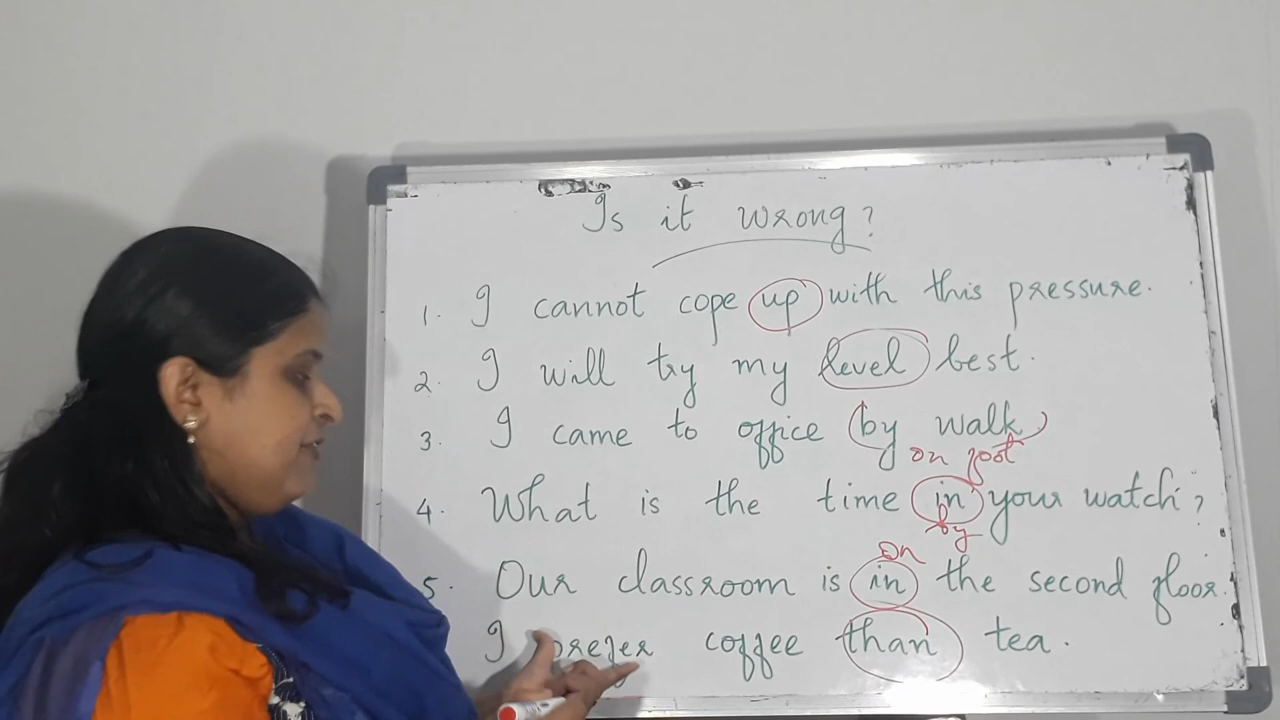 Is it wrong?
1. I cannot cope up with this pressure.
2. I will try my level best.
3. I came to office by walk
on foot
4. What is the time in your watch?
by
on
5. Our classroom is in the second floor.
I prefer coffee than tea.